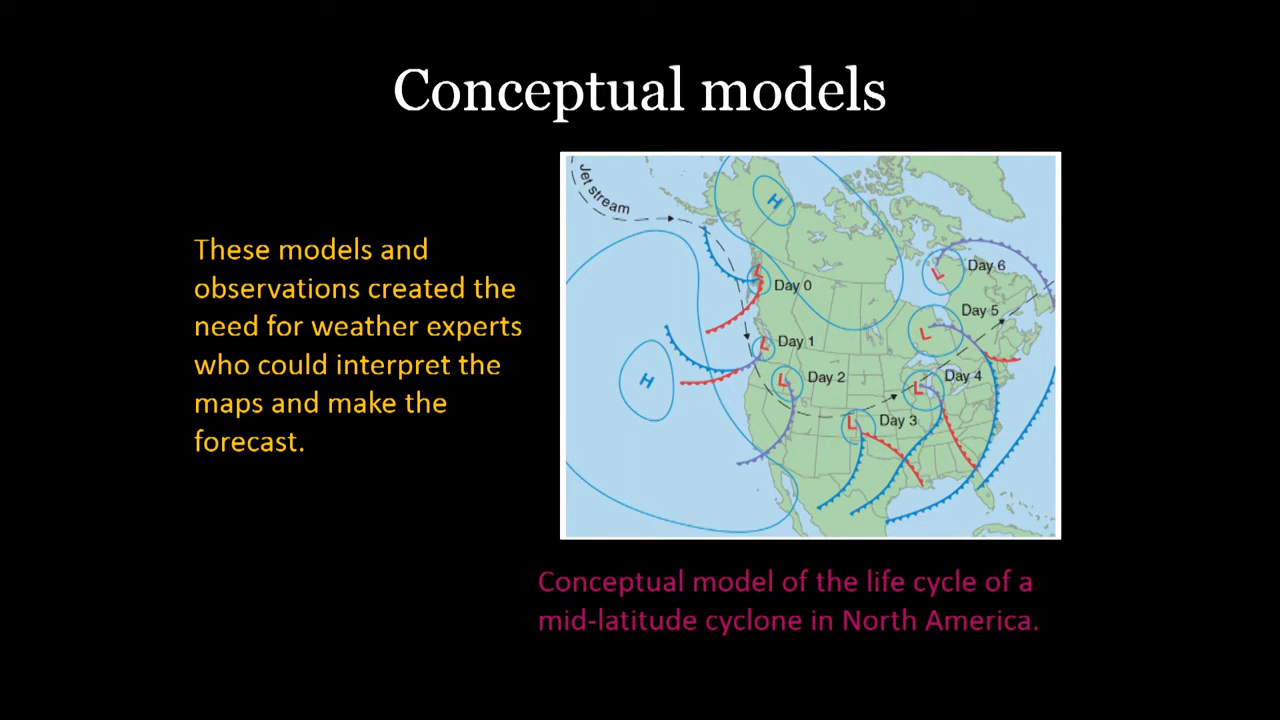 Conceptual models
These models and
observations created the
need for weather experts
who could interpret the
maps and make the
forecast.
Jet stream
H
L
Day 0
H
L
Day 1
L
Day 2
L
Day 3
L
Day 4
L
Day 5
L
Day 6
Conceptual model of the life cycle of a
mid-latitude cyclone in North America.